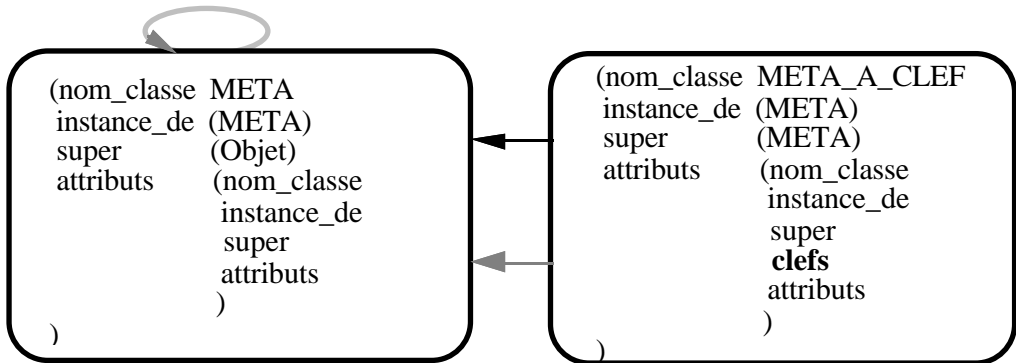 (nom_classe META
instance_de (META)
super (Objet)
attributs (nom_classe
instance_de
super
attributs
)
)
(nom_classe META_A_CLEF
instance_de (META)
super (META)
attributs (nom_classe
instance_de
super
clefs
attributs
)
)